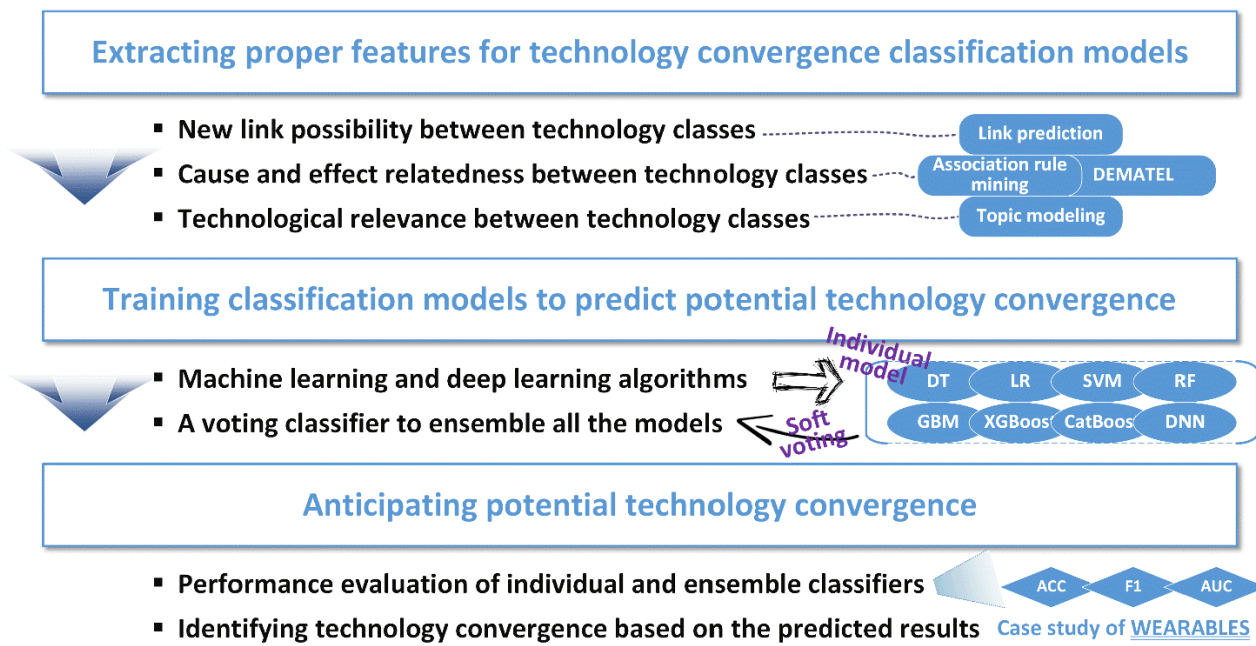 Extracting proper features for technology convergence classification models
▪ New link possibility between technology classes
Link prediction
▪ Cause and effect relatedness between technology classes
Association rule
mining
DEMATEL
▪ Technological relevance between technology classes
Topic modeling
Training classification models to predict potential technology convergence
▪ Machine learning and deep learning algorithms
Individual
model
DT LR SVM RF
▪ A voting classifier to ensemble all the models
Soft
voting
GBM XGBoost CatBoost DNN
Anticipating potential technology convergence
▪ Performance evaluation of individual and ensemble classifiers
ACC F1 AUC
▪ Identifying technology convergence based on the predicted results
Case study of WEARABLES